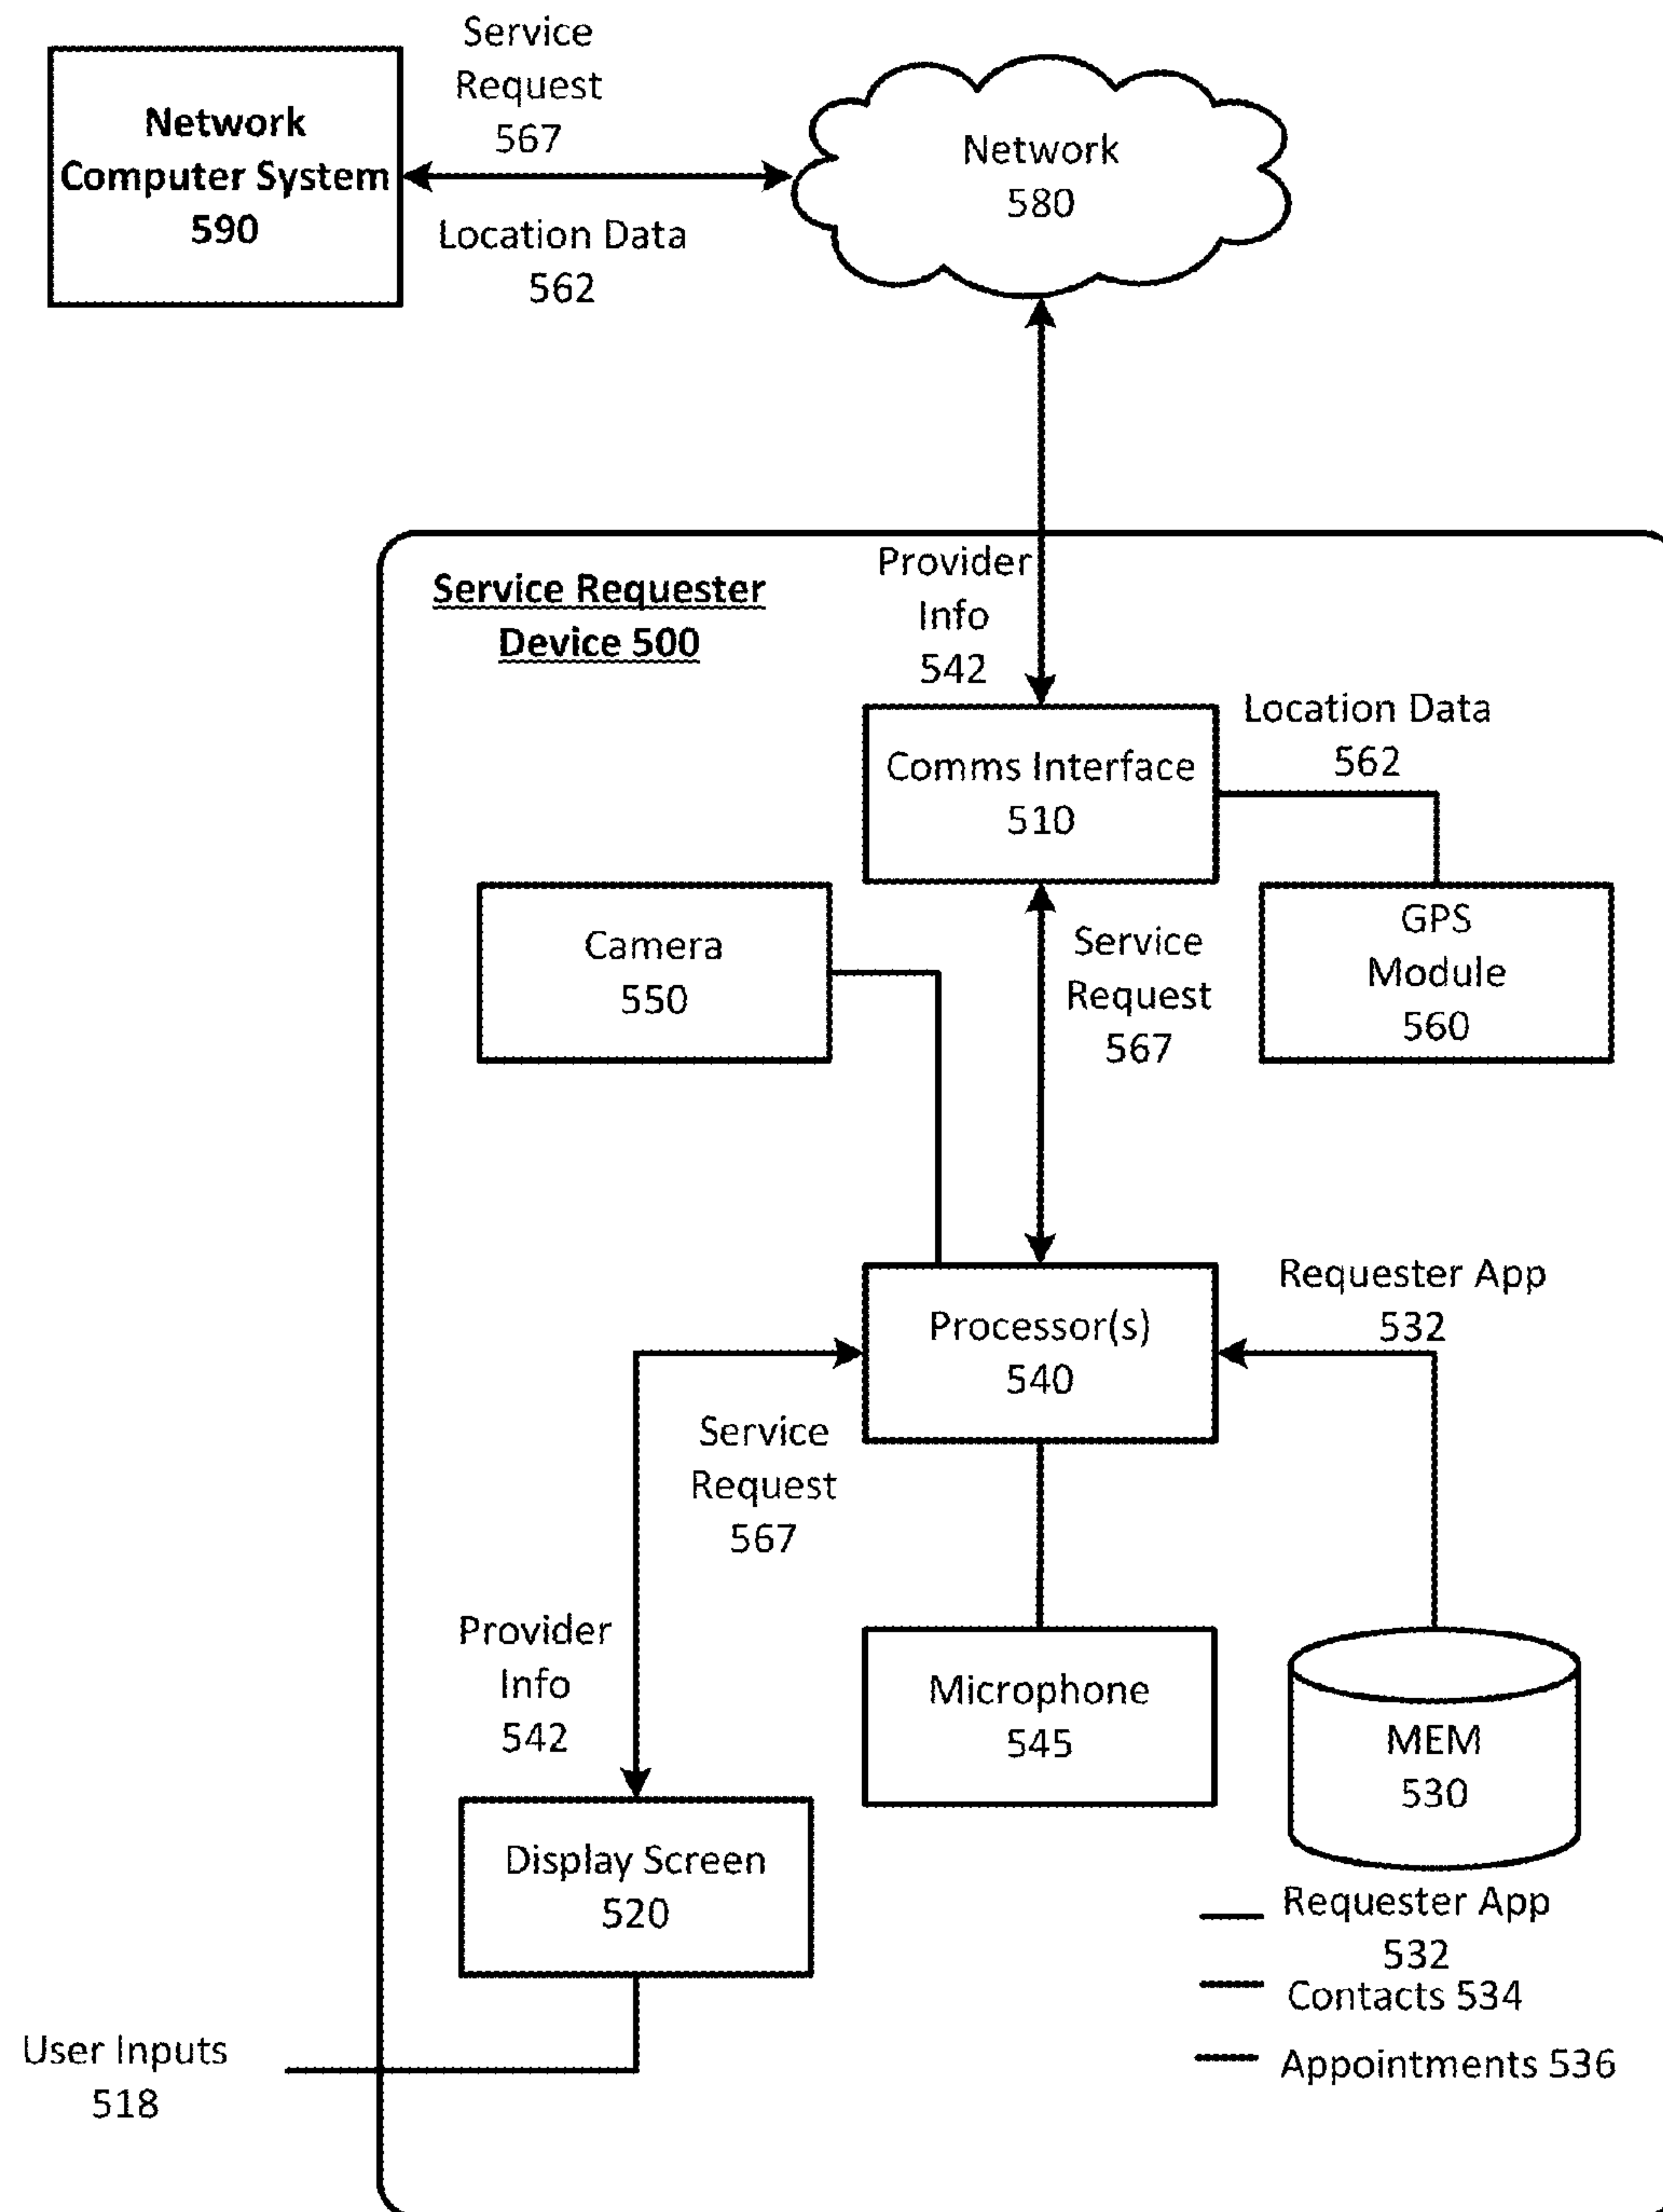 Service
Request
567
Network
Computer System
590
Location Data
562
Network
580
Service Requester
Device 500
Provider
Info
542
Comms Interface
510
Location Data
562
Camera
550
Service
Request
567
GPS
Module
560
Processor(s)
540
Requester App
532
Service
Request
567
Provider
Info
542
Microphone
545
MEM
530
Display Screen
520
Requester App
532
Contacts 534
Appointments 536
User Inputs
518